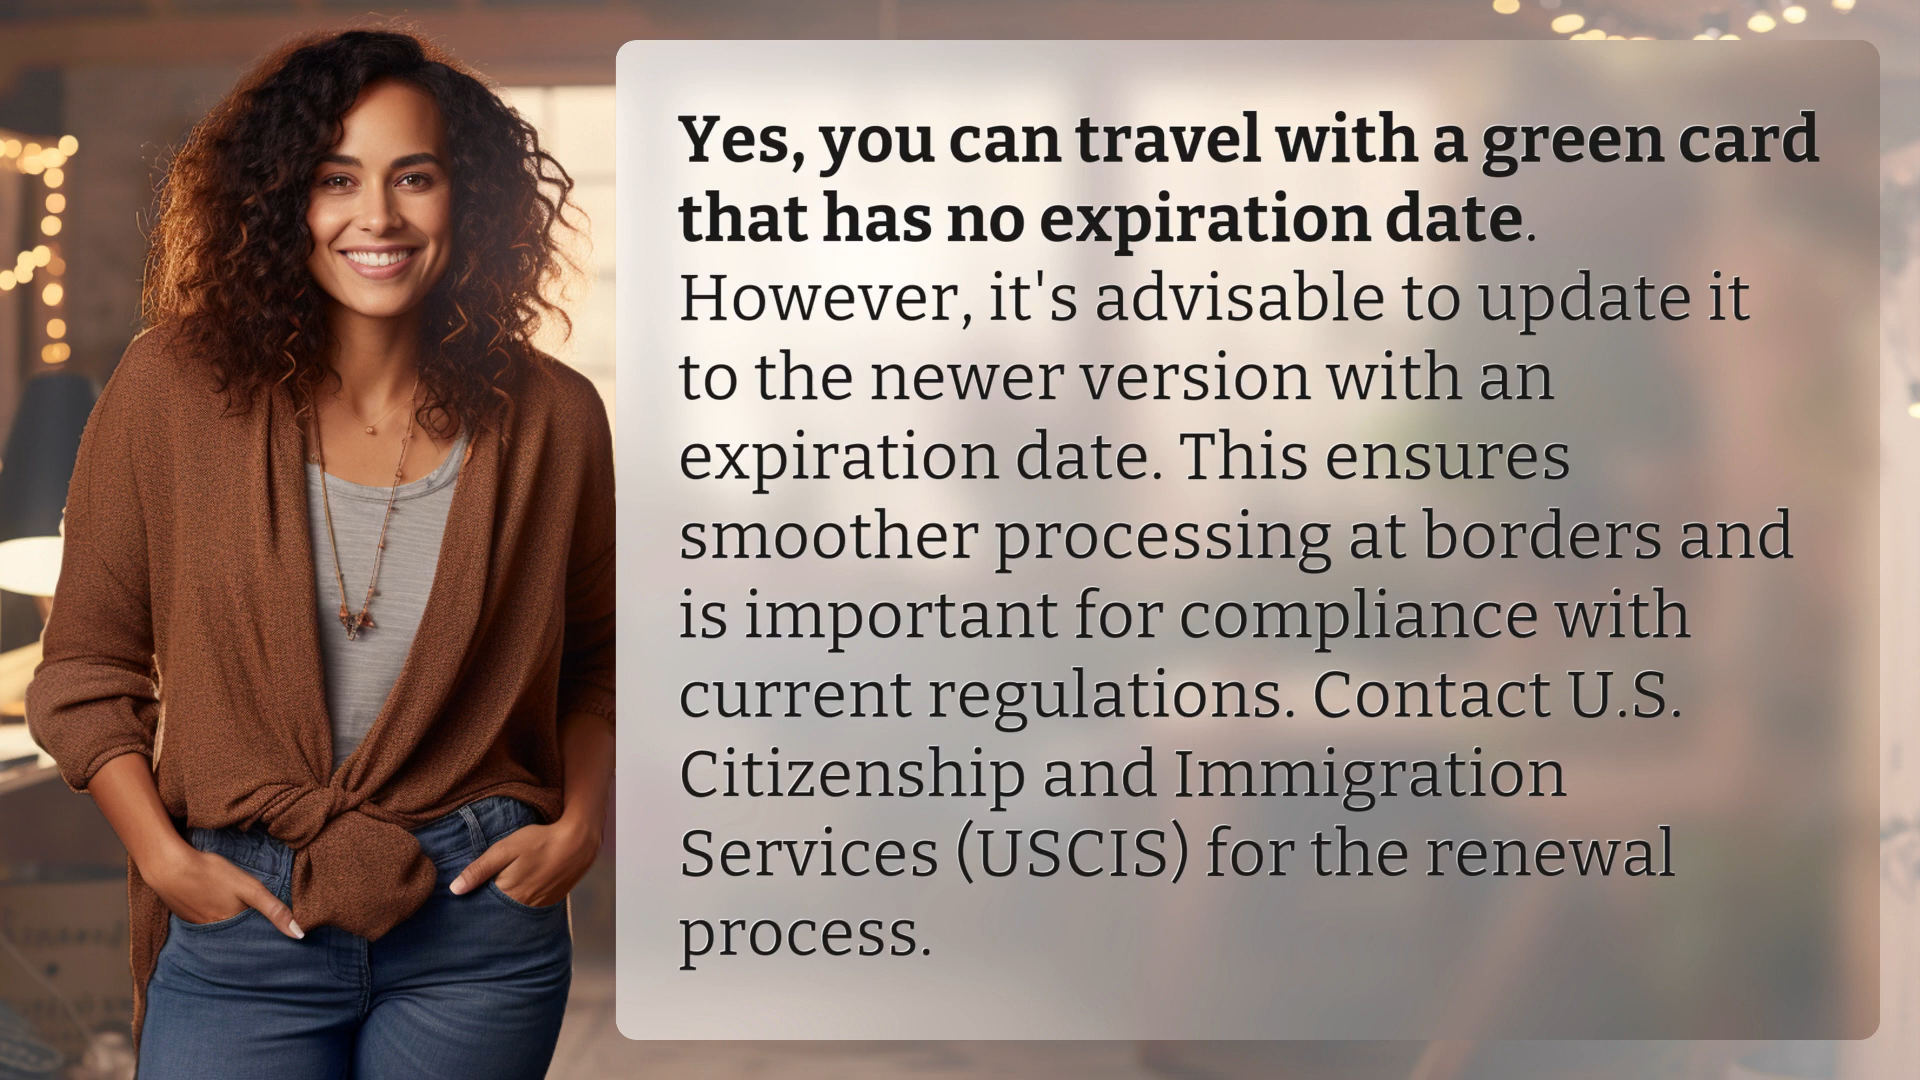 Yes, you can travel with a green card
that has no expiration date.
However, it's advisable to update it
to the newer version with an
expiration date. This ensures
smoother processing at borders and
is important for compliance with
current regulations. Contact U.S.
Citizenship and Immigration
Services (USCIS) for the renewal
process.